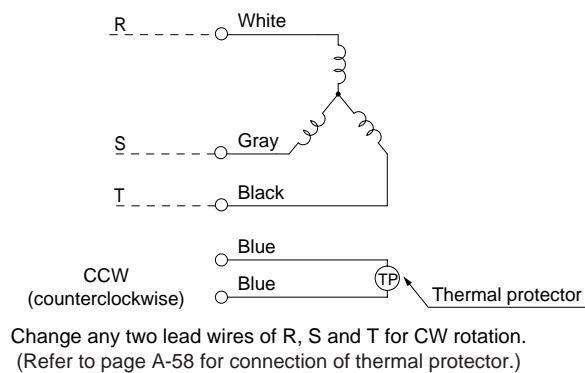 R
White
S
Gray
T
Black
Blue
Blue
CCW
(counterclockwise)
TP
Thermal protector
Change any two lead wires of R, S and T for CW rotation.
(Refer to page A-58 for connection of thermal protector.)